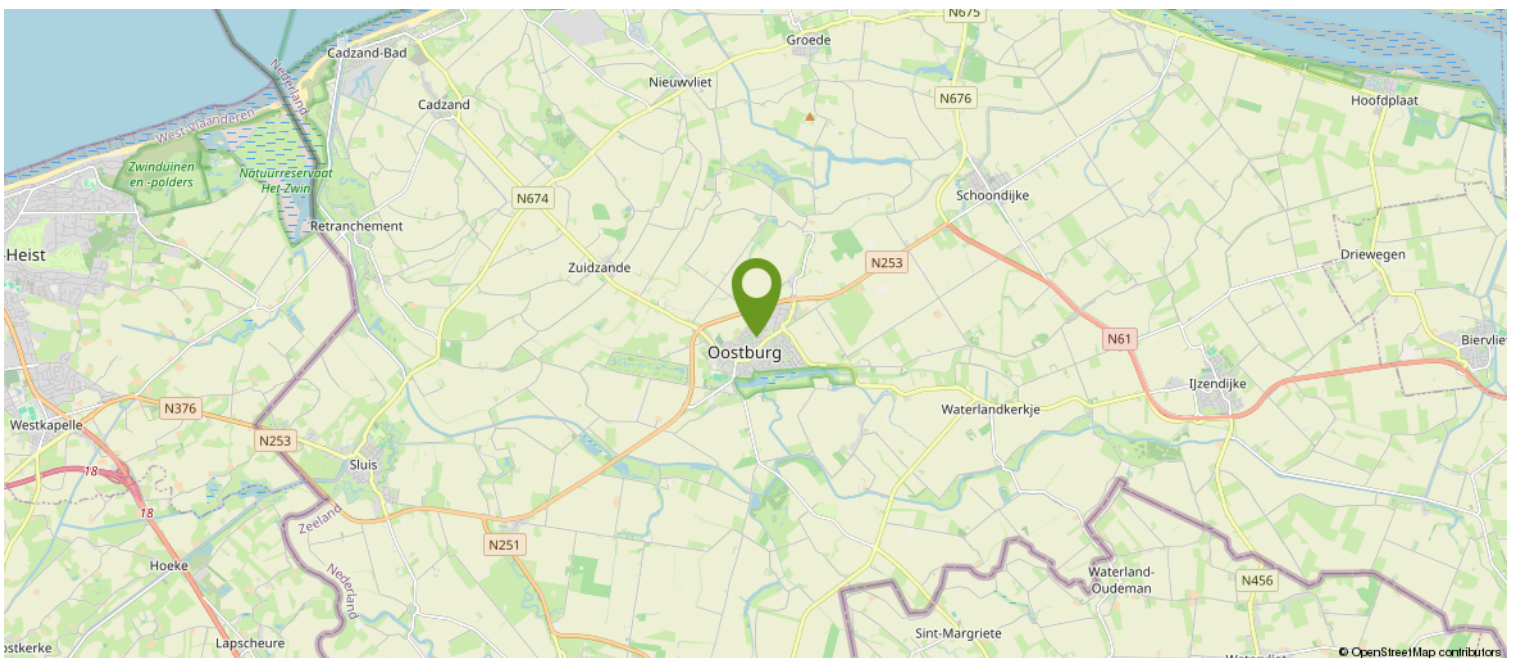 N675
Groede
Cadzand-Bad
Nederland
Nieuwvliet
N676
Hoofdplaat
Cadzand
West-Vlaanderen
Zwinduinen
en -polders
Natuurreservaat
Het Zwin
N674
Schoondijke
Retranchement
-Heist
Driewegen
N253
Zuidzande
N61
Biervlie
Oostburg
IJzendijke
N376
Waterlandkerkje
Westkapelle
N253
Sluis
18
18
Zeeland
N251
Hoeke
Nederland
Waterland-
Oudeman
N456
Sint-Margriete
Lapscheure
ostkerke
© OpenStreetMap contributors